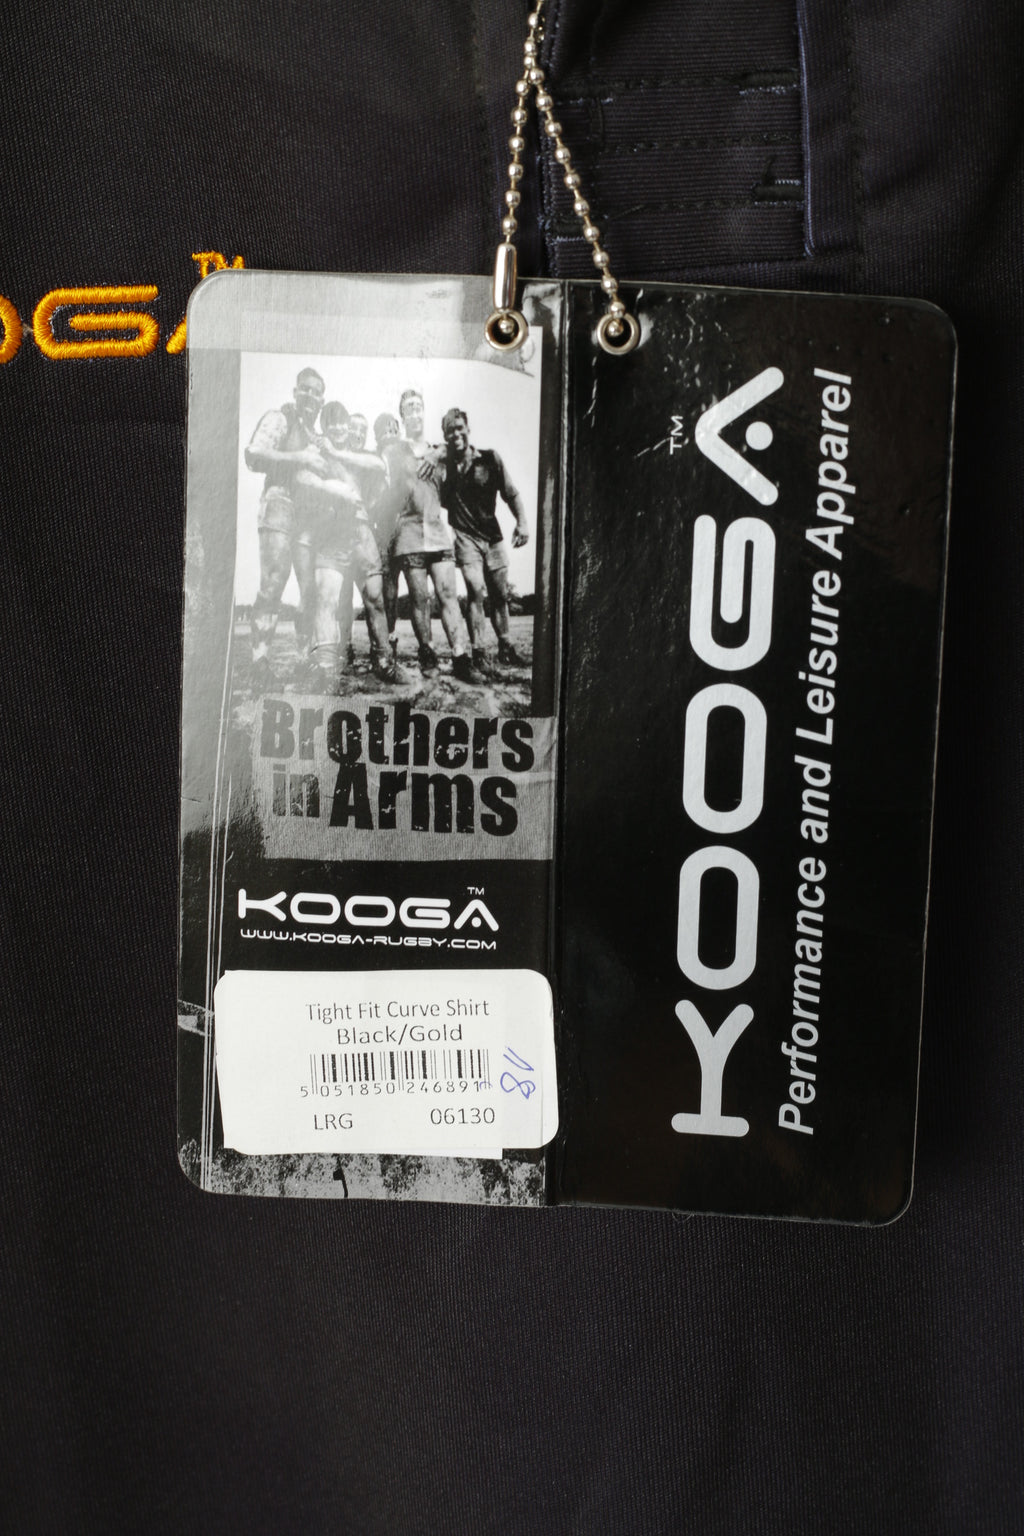 TM
Brothers
in Arms
KOOGA™
WWW.KOOGA-RUGBY.COM
Tight Fit Curve Shirt
Black/Gold
5 051850 246891
LRG 06130
KOOGA™
Performance and Leisure Apparel